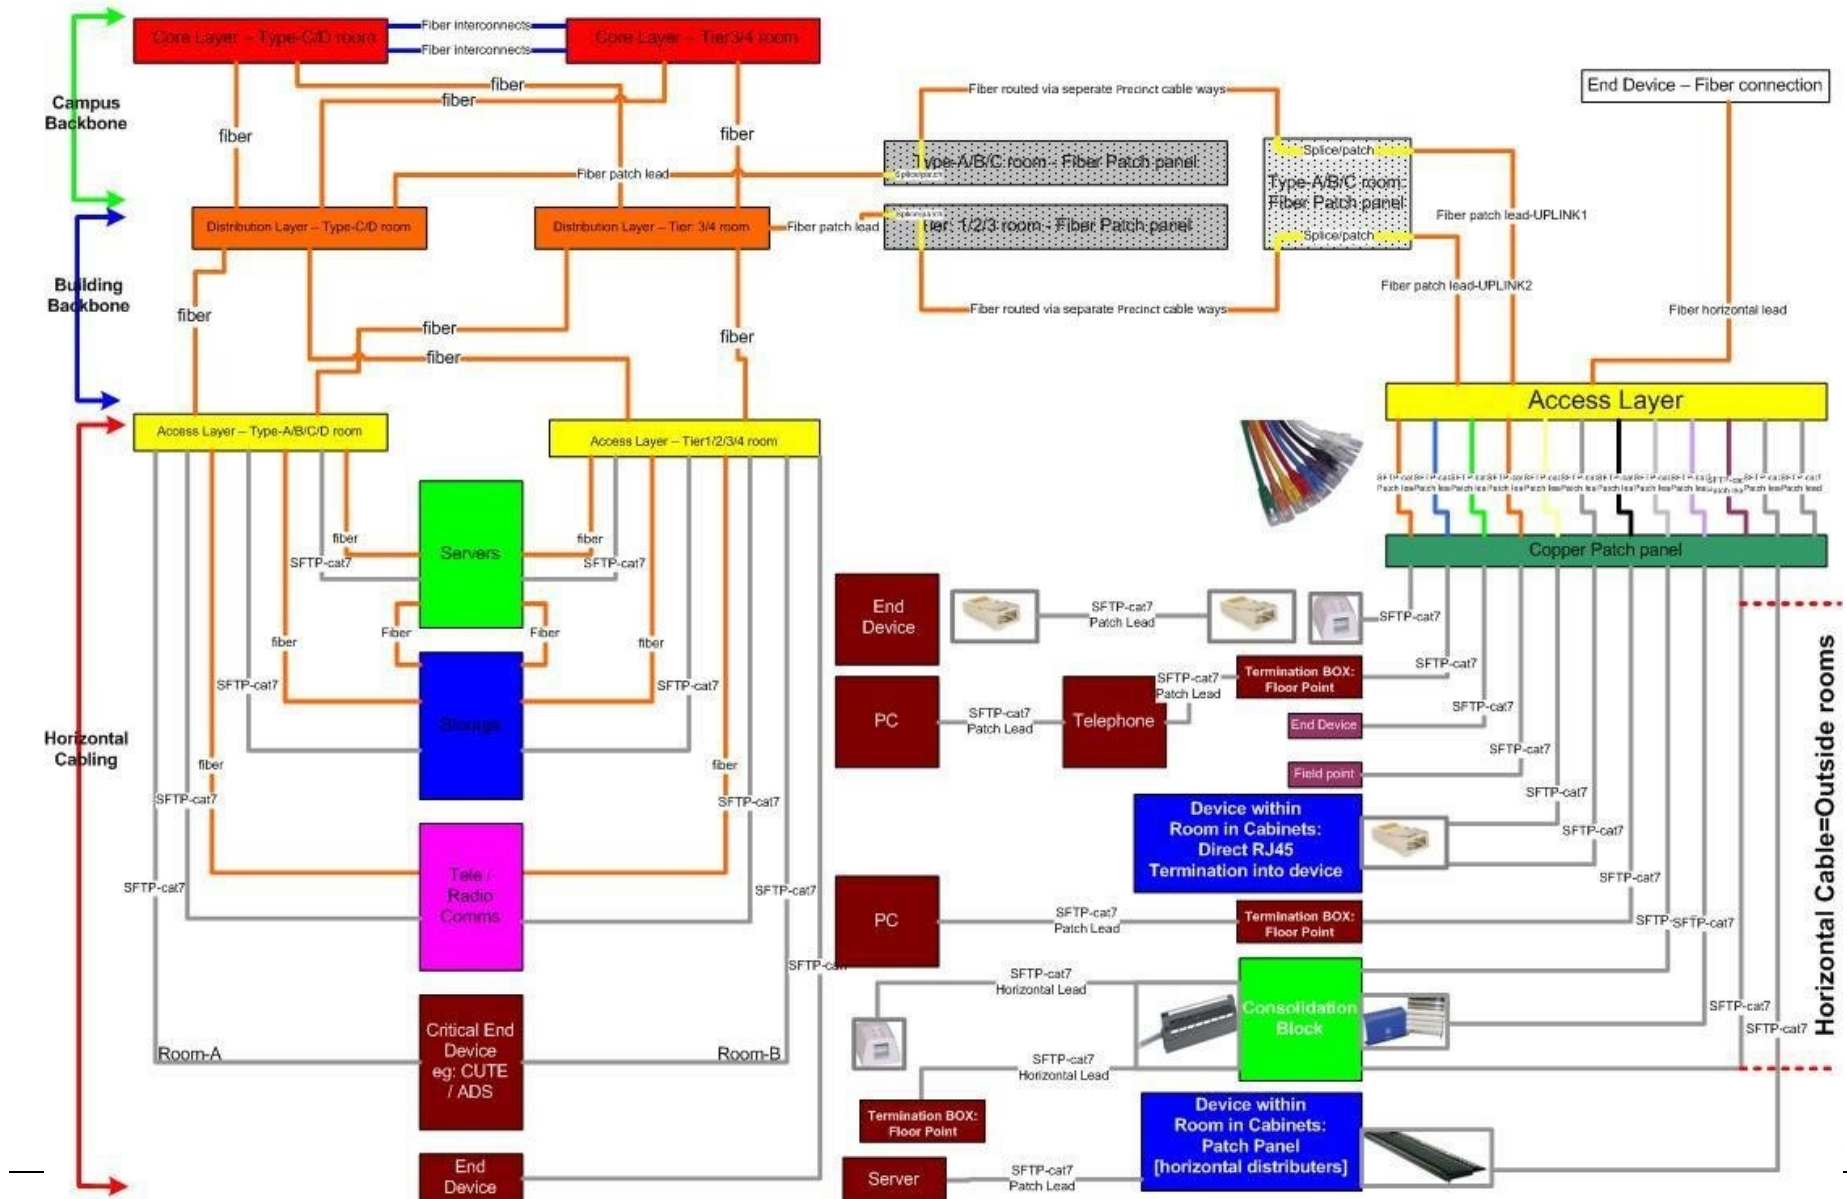 Core Layer – Type-C/D room
Fiber interconnects
Fiber interconnects
Core Layer – Tier3/4 room
Campus
Backbone
fiber
fiber
fiber
fiber
Fiber patch lead
Fiber routed via seperate Precinct cable ways
Type-A/B/C room - Fiber Patch panel
Splice/patch
Splice/patch
Tier: 1/2/3 room - Fiber Patch panel
Fiber patch lead
Fiber routed via separate Precinct cable ways
Splice/patch
Type-A/B/C room:
Fiber Patch panel
Splice/patch
Fiber patch lead-UPLINK1
Fiber patch lead-UPLINK2
End Device – Fiber connection
Fiber horizontal lead
Distribution Layer – Type-C/D room
Distribution Layer – Tier: 3/4 room
Building
Backbone
fiber
fiber
fiber
fiber
Access Layer – Type-A/B/C/D room
Access Layer – Tier1/2/3/4 room
Access Layer
SFTP-cat7
Patch lead
Copper Patch panel
Horizontal
Cabling
Servers
fiber
SFTP-cat7
fiber
SFTP-cat7
Fiber
Fiber
fiber
fiber
SFTP-cat7
SFTP-cat7
Storage
fiber
fiber
SFTP-cat7
SFTP-cat7
Tele /
Radio
Comms
SFTP-cat7
SFTP-cat7
Critical End
Device
eg: CUTE
/ ADS
Room-A
Room-B
End
Device
End
Device
SFTP-cat7
Patch Lead
SFTP-cat7
PC
SFTP-cat7
Patch Lead
Telephone
SFTP-cat7
Patch Lead
Termination BOX:
Floor Point
SFTP-cat7
End Device
SFTP-cat7
Field point
SFTP-cat7
Device within
Room in Cabinets:
Direct RJ45
Termination into device
SFTP-cat7
SFTP-cat7
PC
SFTP-cat7
Patch Lead
Termination BOX:
Floor Point
SFTP-cat7
SFTP-cat7
SFTP-cat7
Horizontal Lead
Consolidation
Block
SFTP-cat7
Horizontal Lead
SFTP-cat7
SFTP-cat7
Termination BOX:
Floor Point
Device within
Room in Cabinets:
Patch Panel
[horizontal distributers]
Server
SFTP-cat7
Patch Lead
Horizontal Cable=Outside rooms